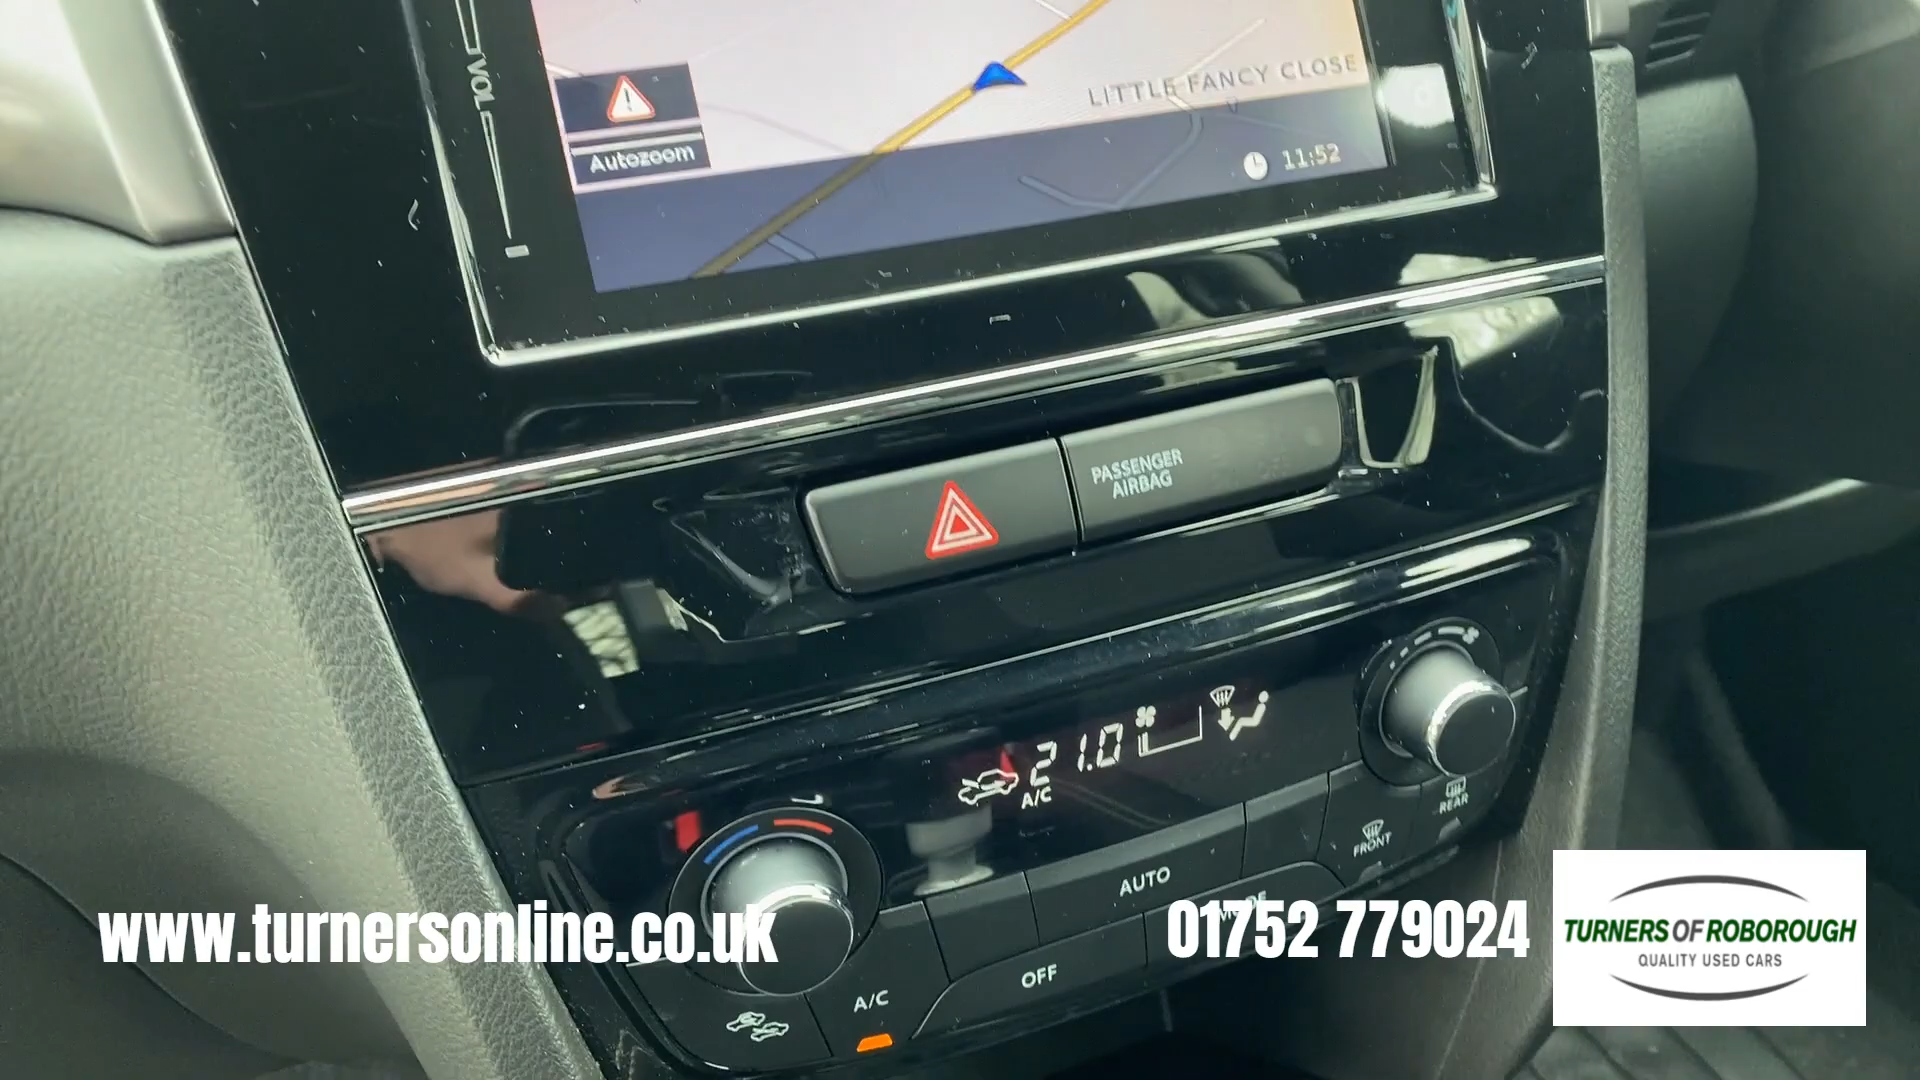 VOL
LITTLE FANCY CLOSE
Autozoom
11:52
PASSENGER
AIRBAG
21.0
A/C
REAR
FRONT
AUTO
MODE
OFF
A/C
www.turnersonline.co.uk
01752 779024
TURNERS OF ROBOROUGH
QUALITY USED CARS